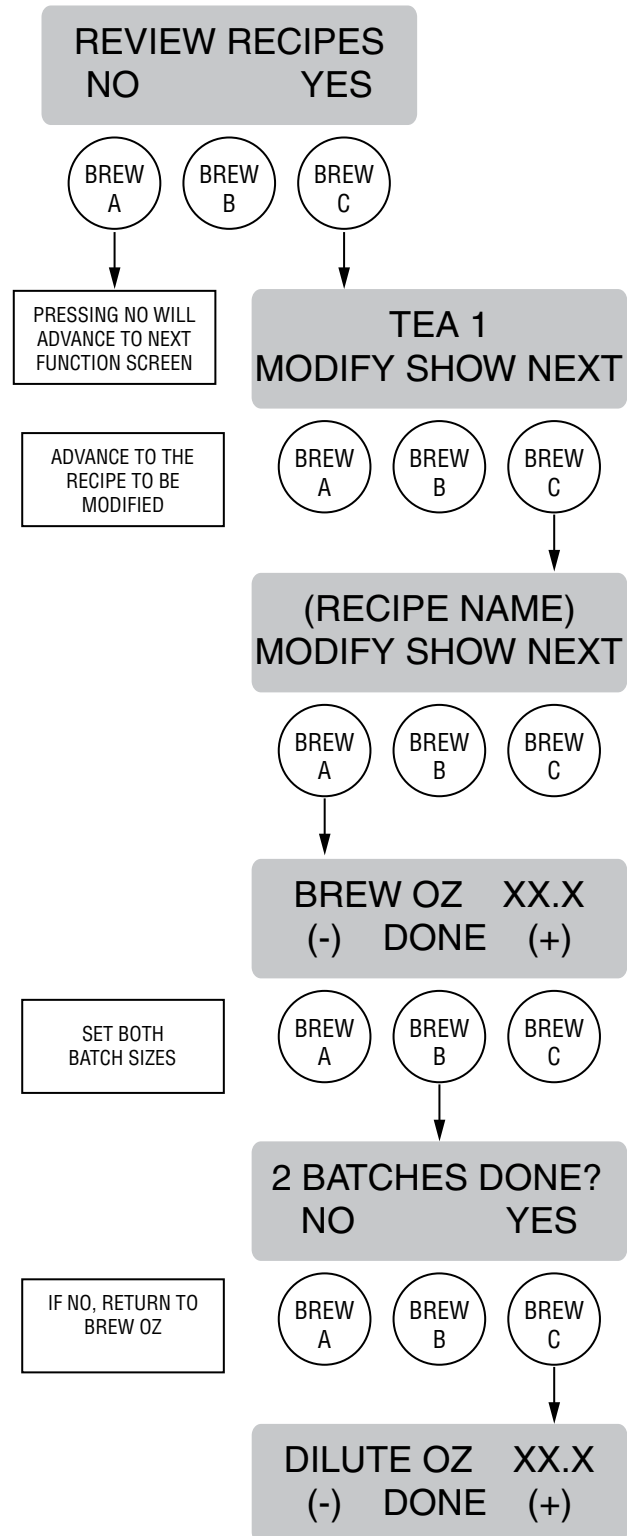 REVIEW RECIPES
NO YES
BREW
A
BREW
B
BREW
C
PRESSING NO WILL
ADVANCE TO NEXT
FUNCTION SCREEN
TEA 1
MODIFY SHOW NEXT
ADVANCE TO THE
RECIPE TO BE
MODIFIED
BREW
A
BREW
B
BREW
C
(RECIPE NAME)
MODIFY SHOW NEXT
BREW
A
BREW
B
BREW
C
BREW OZ XX.X
(-) DONE (+)
SET BOTH
BATCH SIZES
BREW
A
BREW
B
BREW
C
2 BATCHES DONE?
NO YES
IF NO, RETURN TO
BREW OZ
BREW
A
BREW
B
BREW
C
DILUTE OZ XX.X
(-) DONE (+)